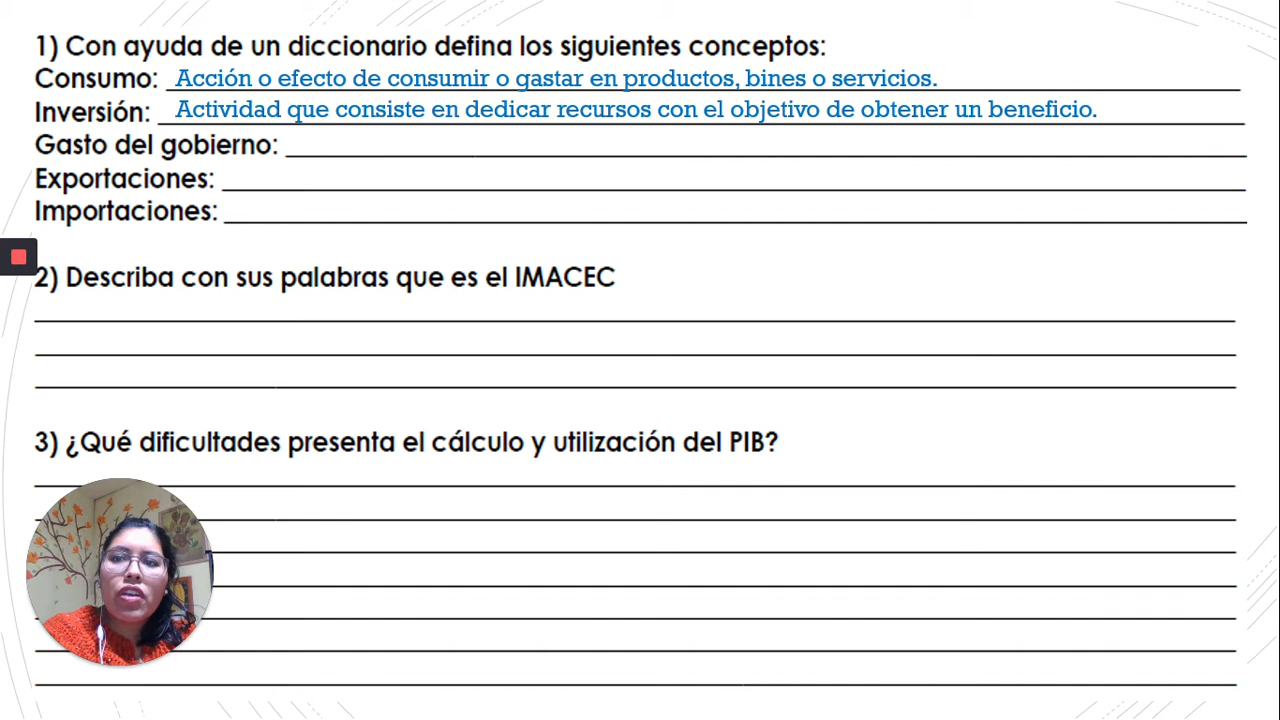 1) Con ayuda de un diccionario defina los siguientes conceptos:
Consumo: Acción o efecto de consumir o gastar en productos, bines o servicios.
Inversión: Actividad que consiste en dedicar recursos con el objetivo de obtener un beneficio.
Gasto del gobierno:
Exportaciones:
Importaciones:
2) Describa con sus palabras que es el IMACEC
3) ¿Qué dificultades presenta el cálculo y utilización del PIB?